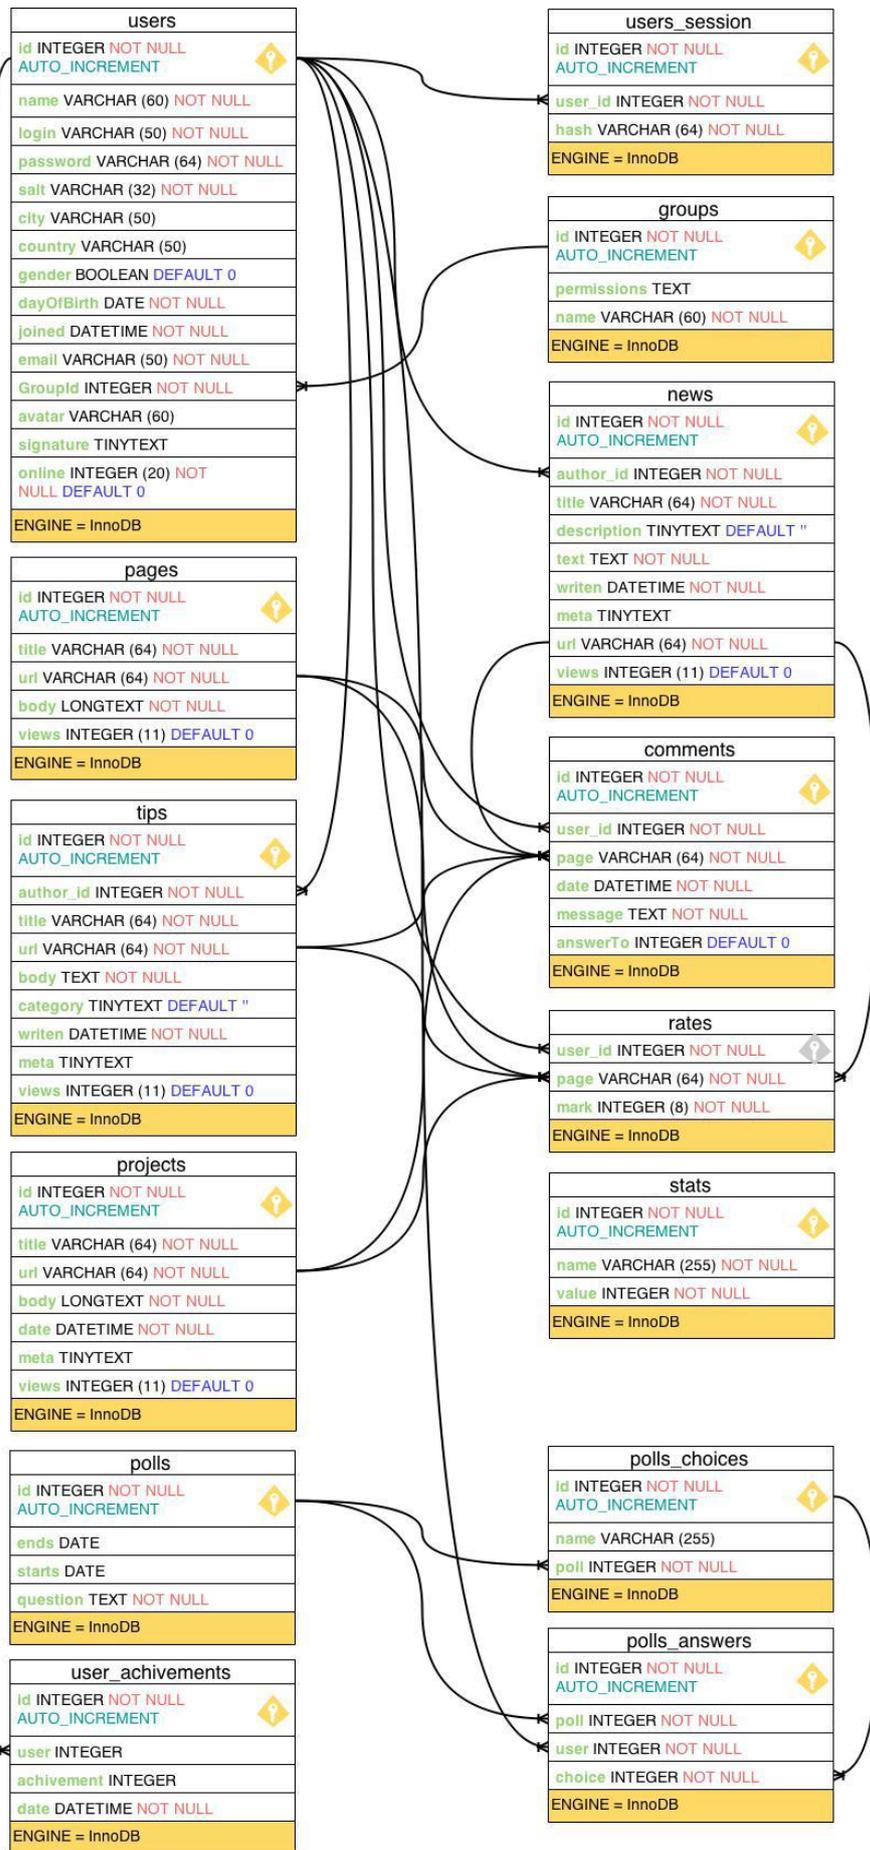 users
id INTEGER NOT NULL
AUTO_INCREMENT
name VARCHAR (60) NOT NULL
login VARCHAR (50) NOT NULL
password VARCHAR (64) NOT NULL
salt VARCHAR (32) NOT NULL
city VARCHAR (50)
country VARCHAR (50)
gender BOOLEAN DEFAULT 0
dayOfBirth DATE NOT NULL
joined DATETIME NOT NULL
email VARCHAR (50) NOT NULL
GroupId INTEGER NOT NULL
avatar VARCHAR (60)
signature TINYTEXT
online INTEGER (20) NOT
NULL DEFAULT 0
ENGINE = InnoDB
pages
id INTEGER NOT NULL
AUTO_INCREMENT
title VARCHAR (64) NOT NULL
url VARCHAR (64) NOT NULL
body LONGTEXT NOT NULL
views INTEGER (11) DEFAULT 0
ENGINE = InnoDB
tips
id INTEGER NOT NULL
AUTO_INCREMENT
author_id INTEGER NOT NULL
title VARCHAR (64) NOT NULL
url VARCHAR (64) NOT NULL
body TEXT NOT NULL
category TINYTEXT DEFAULT ''
writen DATETIME NOT NULL
meta TINYTEXT
views INTEGER (11) DEFAULT 0
ENGINE = InnoDB
projects
id INTEGER NOT NULL
AUTO_INCREMENT
title VARCHAR (64) NOT NULL
url VARCHAR (64) NOT NULL
body LONGTEXT NOT NULL
date DATETIME NOT NULL
meta TINYTEXT
views INTEGER (11) DEFAULT 0
ENGINE = InnoDB
polls
id INTEGER NOT NULL
AUTO_INCREMENT
ends DATE
starts DATE
question TEXT NOT NULL
ENGINE = InnoDB
user_achivements
id INTEGER NOT NULL
AUTO_INCREMENT
user INTEGER
achivement INTEGER
date DATETIME NOT NULL
ENGINE = InnoDB
users_session
id INTEGER NOT NULL
AUTO_INCREMENT
user_id INTEGER NOT NULL
hash VARCHAR (64) NOT NULL
ENGINE = InnoDB
groups
id INTEGER NOT NULL
AUTO_INCREMENT
permissions TEXT
name VARCHAR (60) NOT NULL
ENGINE = InnoDB
news
id INTEGER NOT NULL
AUTO_INCREMENT
author_id INTEGER NOT NULL
title VARCHAR (64) NOT NULL
description TINYTEXT DEFAULT ''
text TEXT NOT NULL
writen DATETIME NOT NULL
meta TINYTEXT
url VARCHAR (64) NOT NULL
views INTEGER (11) DEFAULT 0
ENGINE = InnoDB
comments
id INTEGER NOT NULL
AUTO_INCREMENT
user_id INTEGER NOT NULL
page VARCHAR (64) NOT NULL
date DATETIME NOT NULL
message TEXT NOT NULL
answerTo INTEGER DEFAULT 0
ENGINE = InnoDB
rates
user_id INTEGER NOT NULL
page VARCHAR (64) NOT NULL
mark INTEGER (8) NOT NULL
ENGINE = InnoDB
stats
id INTEGER NOT NULL
AUTO_INCREMENT
name VARCHAR (255) NOT NULL
value INTEGER NOT NULL
ENGINE = InnoDB
polls_choices
id INTEGER NOT NULL
AUTO_INCREMENT
name VARCHAR (255)
poll INTEGER NOT NULL
ENGINE = InnoDB
polls_answers
id INTEGER NOT NULL
AUTO_INCREMENT
poll INTEGER NOT NULL
user INTEGER NOT NULL
choice INTEGER NOT NULL
ENGINE = InnoDB